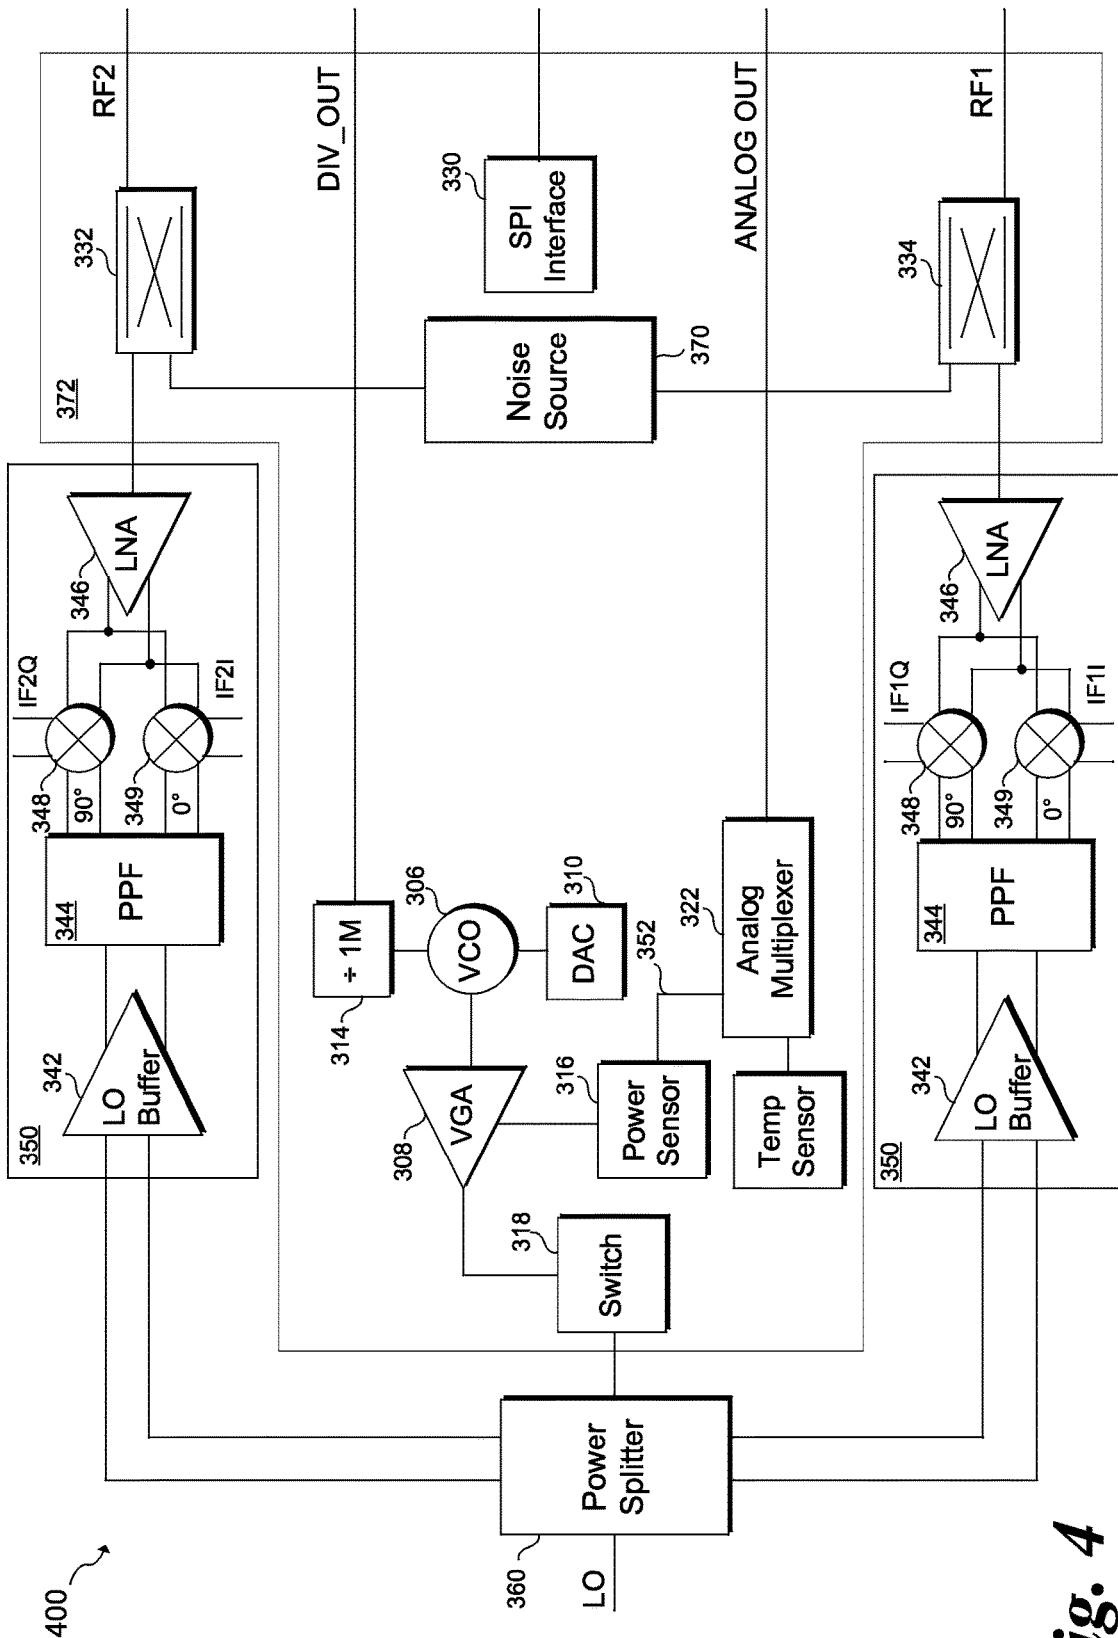 400
LO
360
Power
Splitter
350
342
LO
Buffer
344
PPF
348
90°
349
0°
IF2Q
IF2I
346
LNA
372
332
RF2
DIV_OUT
314
÷ 1M
306
VCO
310
DAC
308
VGA
318
Switch
316
Power
Sensor
352
Temp
Sensor
322
Analog
Multiplexer
Noise
Source
370
330
SPI
Interface
ANALOG OUT
334
RF1
350
342
LO
Buffer
344
PPF
348
90°
349
0°
IF1Q
IF1I
346
LNA
4